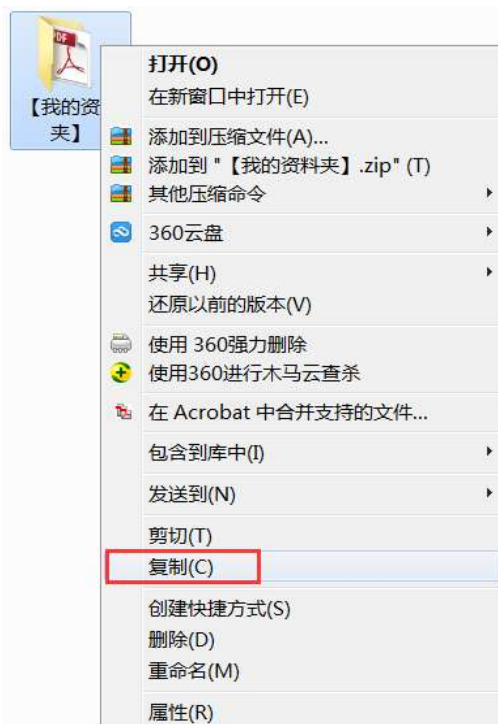 【我的资
夹】
打开(O)
在新窗口中打开(E)
添加到压缩文件(A)...
添加到 "【我的资料夹】.zip" (T)
其他压缩命令
360云盘
共享(H)
还原以前的版本(V)
使用 360强力删除
使用360进行木马云查杀
在 Acrobat 中合并支持的文件...
包含到库中(I)
发送到(N)
剪切(T)
复制(C)
创建快捷方式(S)
删除(D)
重命名(M)
属性(R)